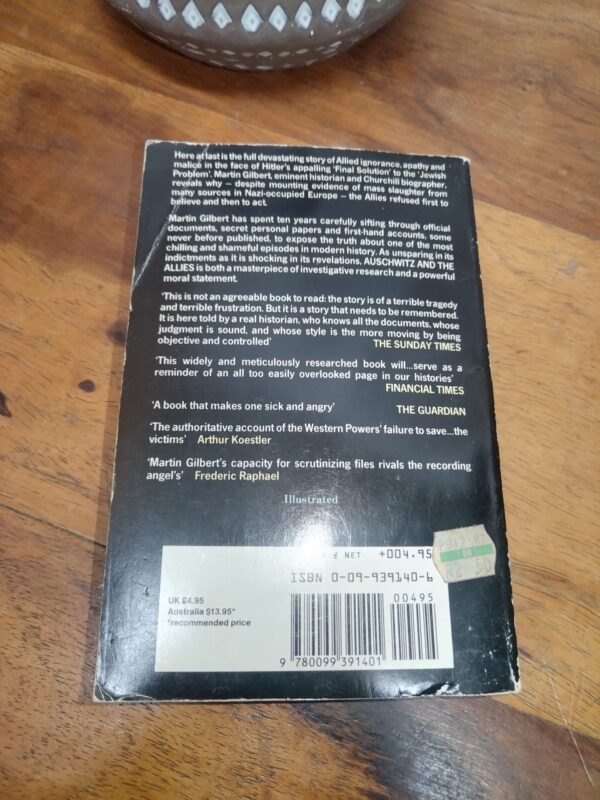 Here at last is the full devastating story of Allied ignorance, apathy and
malice in the face of Hitler's appalling 'Final Solution' to the 'Jewish
Problem'. Martin Gilbert, eminent historian and Churchill biographer,
reveals why – despite mounting evidence of mass slaughter from
many sources in Nazi-occupied Europe – the Allies refused first to
believe and then to act.
Martin Gilbert has spent ten years carefully sifting through official
documents, secret personal papers and first-hand accounts, some
never before published, to expose the truth about one of the most
chilling and shameful episodes in modern history. As unsparing in its
indictments as it is shocking in its revelations, AUSCHWITZ AND THE
ALLIES is both a masterpiece of investigative research and a powerful
moral statement.
'This is not an agreeable book to read: the story is of a terrible tragedy
and terrible frustration. But it is a story that needs to be remembered.
It is here told by a real historian, who knows all the documents, whose
judgment is sound, and whose style is the more moving by being
objective and controlled' THE SUNDAY TIMES
'This widely and meticulously researched book will...serve as a
reminder of an all too easily overlooked page in our histories'
FINANCIAL TIMES
'A book that makes one sick and angry' THE GUARDIAN
'The authoritative account of the Western Powers' failure to save...the
victims' Arthur Koestler
'Martin Gilbert's capacity for scrutinizing files rivals the recording
angel's' Frederic Raphael
Illustrated
£ NET +004.95
ISBN 0-09-939140-6
00495
UK £4.95
Australia $13.95*
*recommended price
9 780099 391401